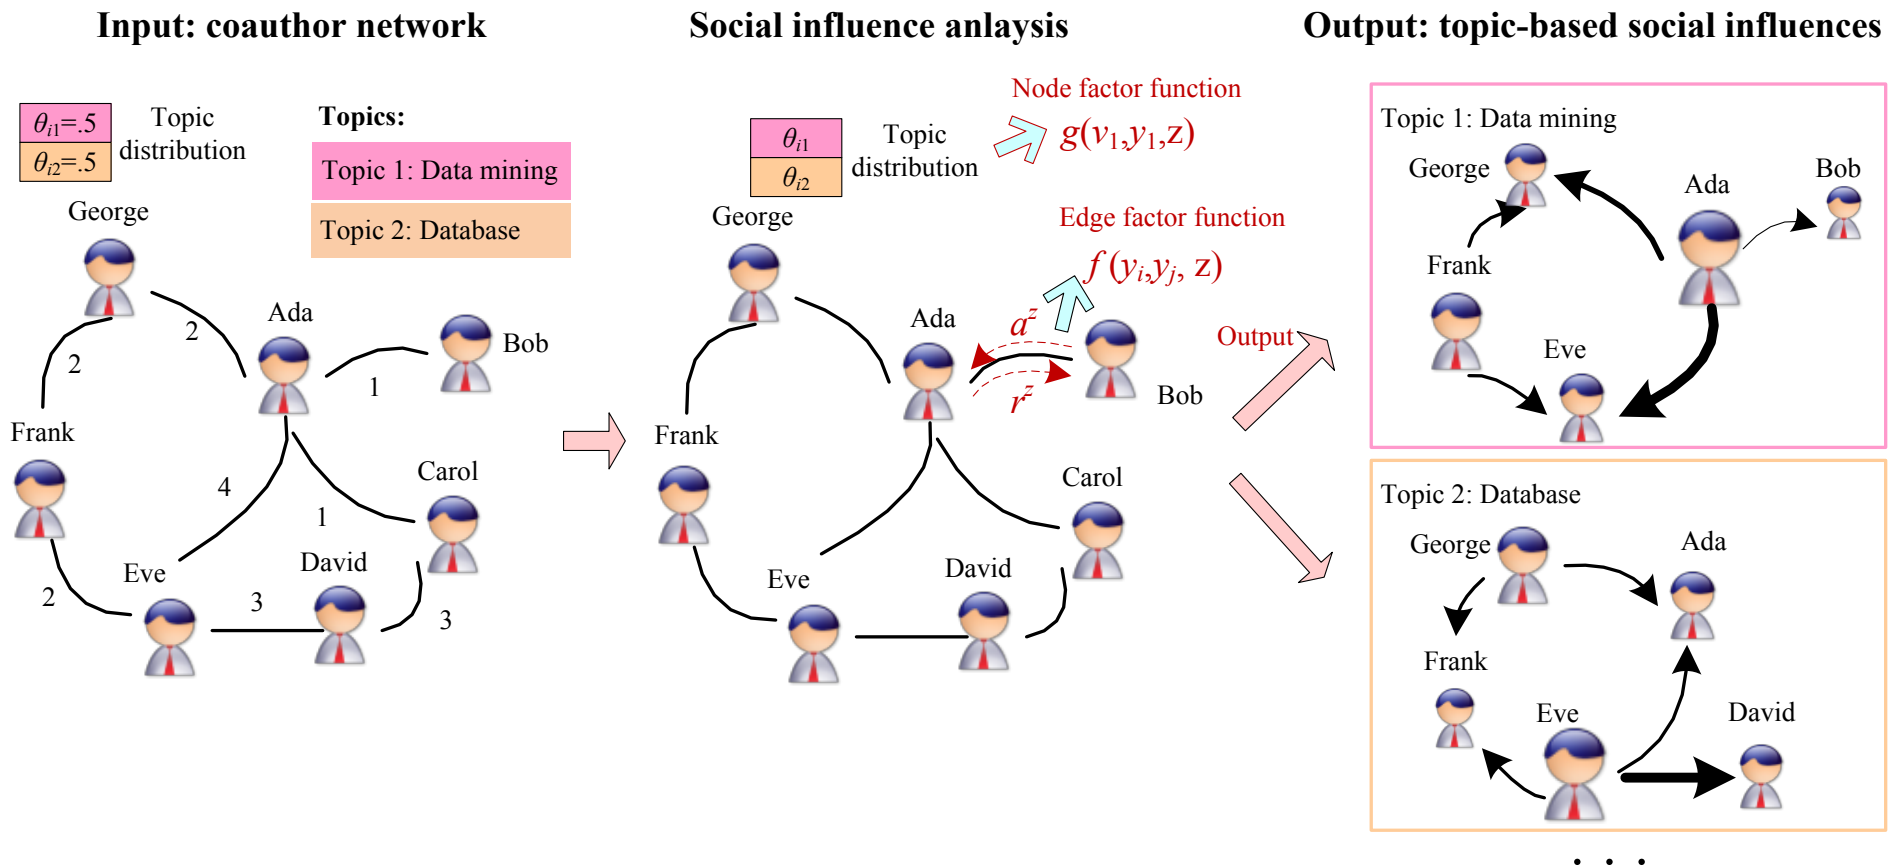 Input: coauthor network
θi1=.5
θi2=.5
Topic
distribution
Topics:
Topic 1: Data mining
Topic 2: Database
George
Ada
Bob
Frank
Carol
Eve
David
2
2
1
4
1
2
3
3
Social influence anlaysis
θi1
θi2
Topic
distribution
Node factor function
g(v1,y1,z)
Edge factor function
f (yi,yj, z)
George
Ada
a^z
r^z
Bob
Frank
Carol
Eve
David
Output
Output: topic-based social influences
Topic 1: Data mining
George
Ada
Bob
Frank
Eve
Topic 2: Database
George
Ada
Frank
Eve
David
. . .